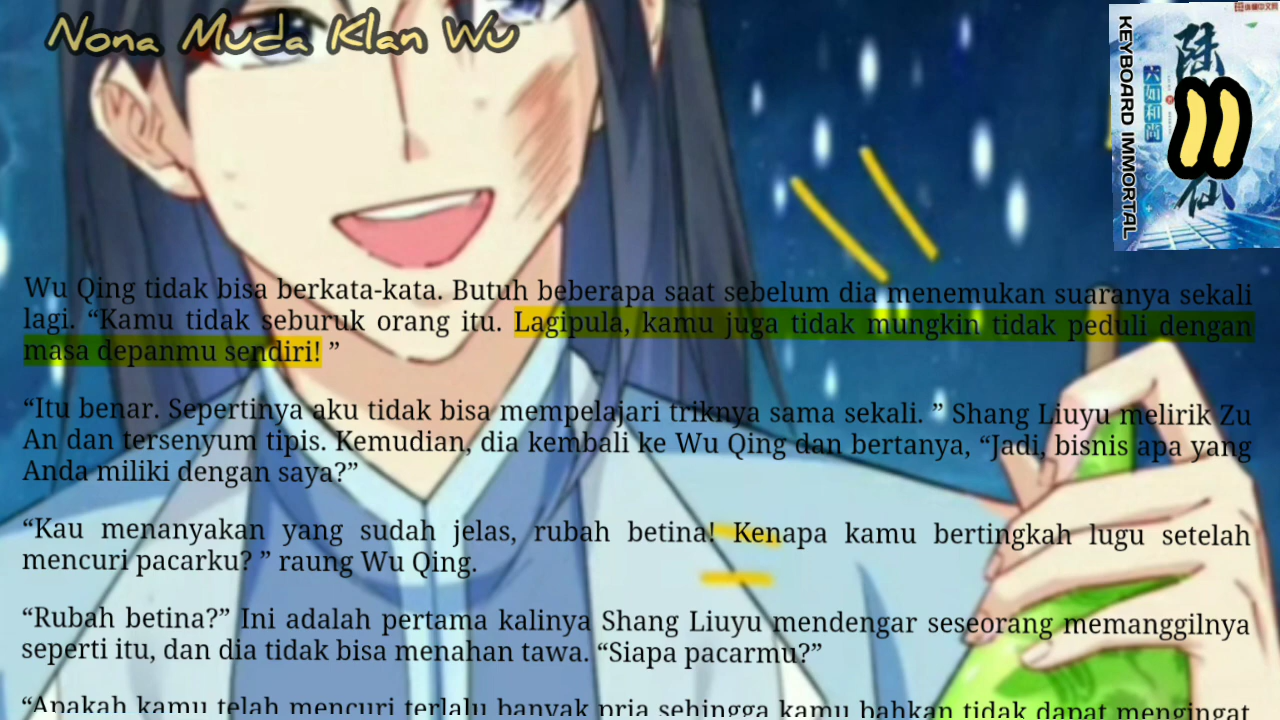 Nona Muda Klan Wu
KEYBOARD IMMORTAL
陆
仙
六如和尚
Wu Qing tidak bisa berkata-kata. Butuh beberapa saat sebelum dia menemukan suaranya sekali
lagi. “Kamu tidak seburuk orang itu. Lagipula, kamu juga tidak mungkin tidak peduli dengan
masa depanmu sendiri! ”
“Itu benar. Sepertinya aku tidak bisa mempelajari triknya sama sekali. ” Shang Liuyu melirik Zu
An dan tersenyum tipis. Kemudian, dia kembali ke Wu Qing dan bertanya, “Jadi, bisnis apa yang
Anda miliki dengan saya?”
“Kau menanyakan yang sudah jelas, rubah betina! Kenapa kamu bertingkah lugu setelah
mencuri pacarku? ” raung Wu Qing.
“Rubah betina?” Ini adalah pertama kalinya Shang Liuyu mendengar seseorang memanggilnya
seperti itu, dan dia tidak bisa menahan tawa. “Siapa pacarmu?”
“Apakah kamu telah mencuri terlalu banyak pria sehingga kamu bahkan tidak dapat mengingat